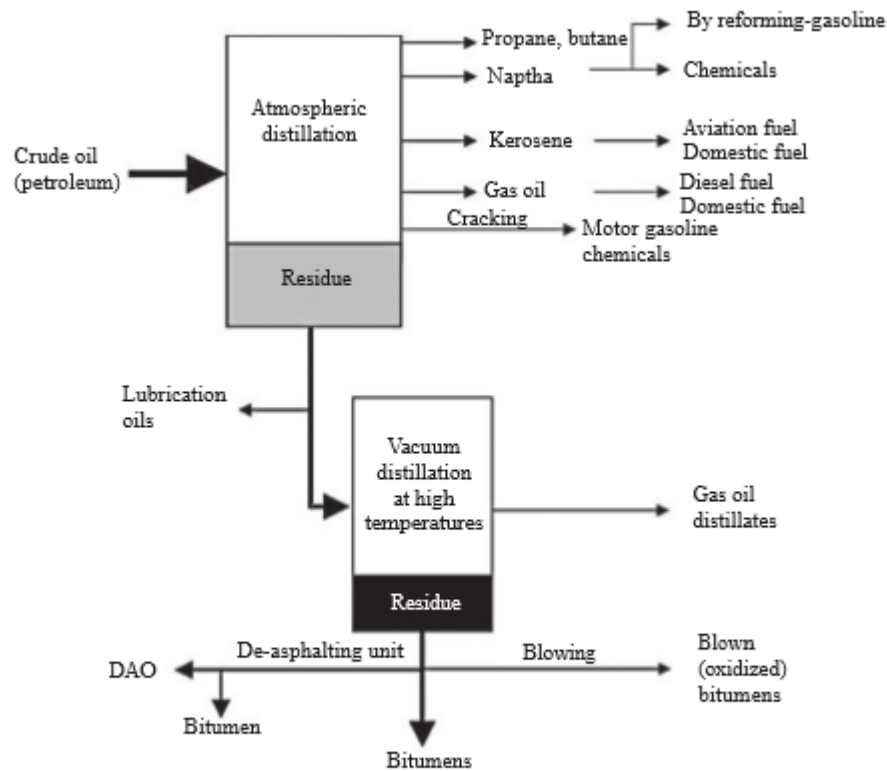 Propane, butane
By reforming-gasoline
Naptha
Chemicals
Atmospheric
distillation
Crude oil
(petroleum)
Kerosene
Aviation fuel
Domestic fuel
Gas oil
Diesel fuel
Domestic fuel
Cracking
Motor gasoline
chemicals
Residue
Lubrication
oils
Vacuum
distillation
at high
temperatures
Gas oil
distillates
Residue
De-asphalting unit
Blowing
DAO
Blown
(oxidized)
bitumens
Bitumen
Bitumens